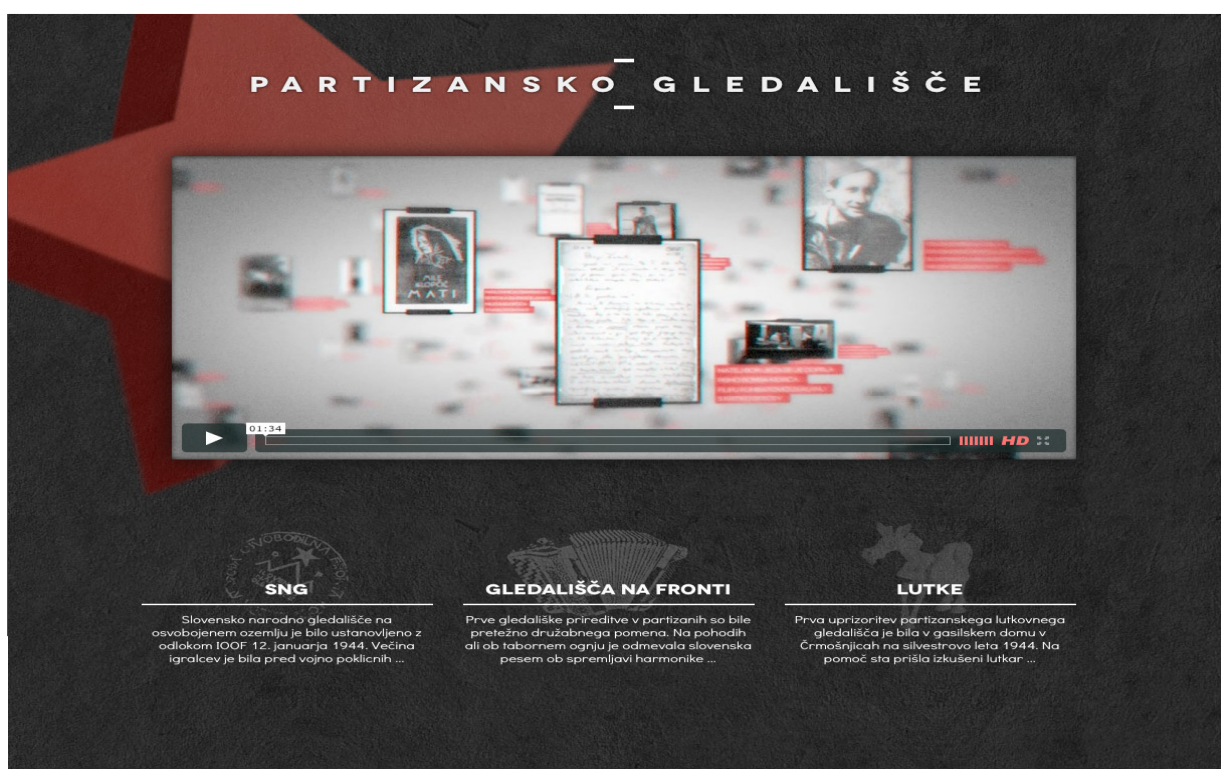 PARTIZANSKO GLEDALIŠČE
MILE
KLOPČIČ
MATI
01:34
HD
SNG
Slovensko narodno gledališče na
osvobojenem ozemlju je bilo ustanovljeno z
odlokom IOOF 12. januarja 1944. Večina
igralcev je bila pred vojno poklicnih ...
GLEDALIŠČA NA FRONTI
Prve gledališke prireditve v partizanih so bile
pretežno družabnega pomena. Na pohodih
ali ob tabornem ognju je odmevala slovenska
pesem ob spremljavi harmonike ...
LUTKE
Prva uprizoritev partizanskega lutkovnega
gledališča je bila v gasilskem domu v
Črmošnjicah na silvestrovo leta 1944. Na
pomoč sta prišla izkušeni lutkar ...